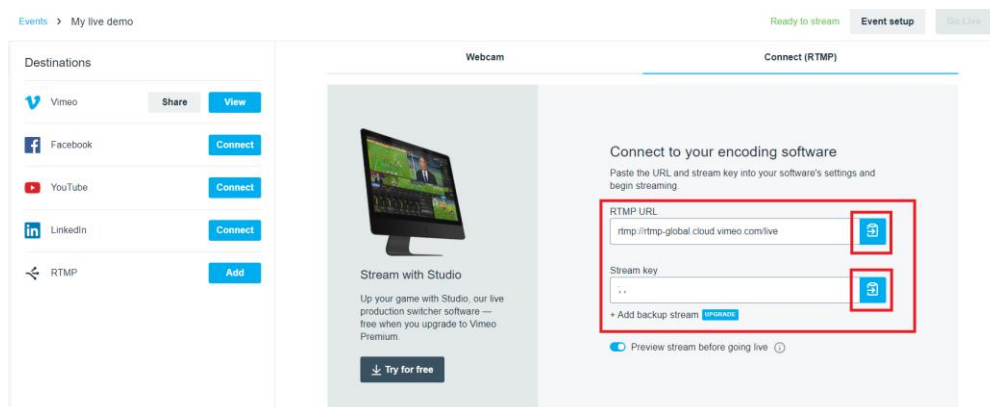 Events > My live demo
Ready to stream
Event setup
Go Live
Destinations
Vimeo
Share
View
Facebook
Connect
YouTube
Connect
LinkedIn
Connect
RTMP
Add
Webcam
Connect (RTMP)
Stream with Studio
Up your game with Studio, our live
production switcher software —
free when you upgrade to Vimeo
Premium.
Try for free
Connect to your encoding software
Paste the URL and stream key into your software's settings and
begin streaming.
RTMP URL
rtmp://rtmp-global.cloud.vimeo.com/live
Stream key
+ Add backup stream UPGRADE
Preview stream before going live